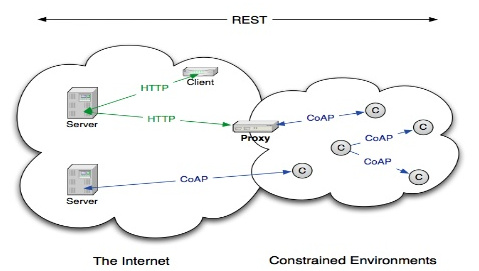 REST
Client
HTTP
Server
HTTP
Proxy
CoAP
C
C
CoAP
C
CoAP
C
C
CoAP
Server
The Internet
Constrained Environments